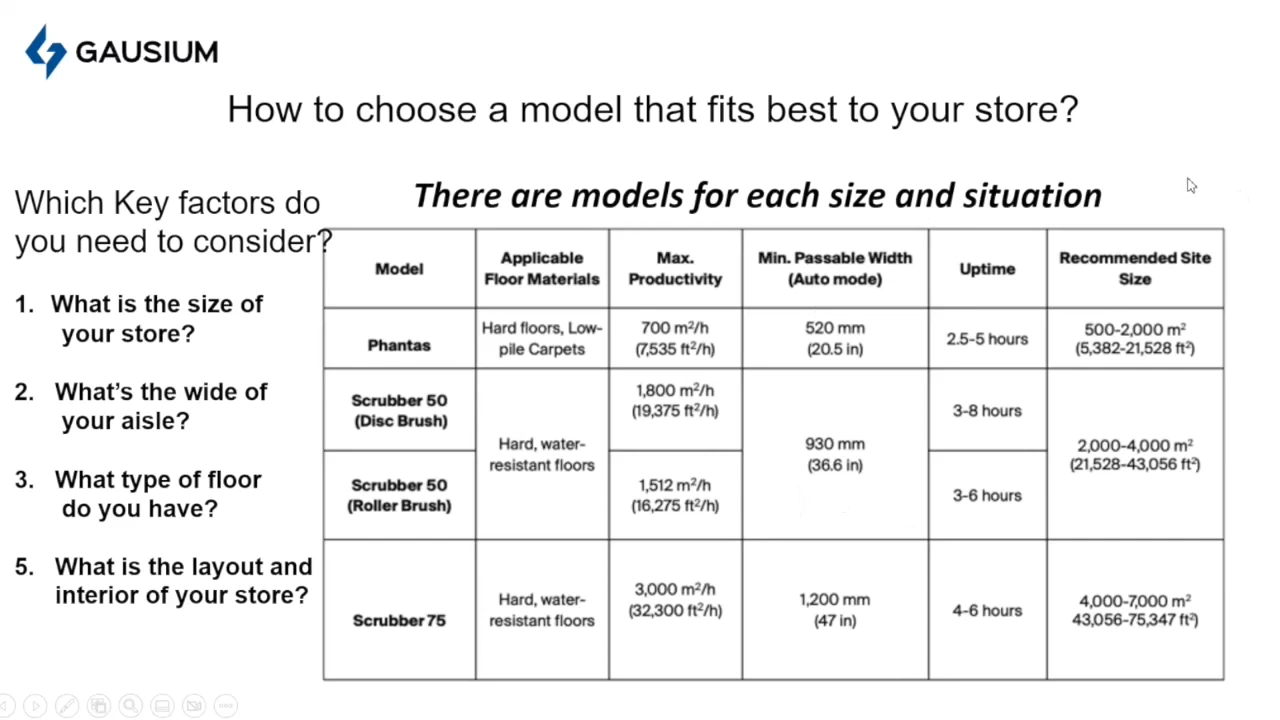 GAUSIUM
How to choose a model that fits best to your store?
Which Key factors do
you need to consider?
1. What is the size of
your store?
2. What's the wide of
your aisle?
3. What type of floor
do you have?
5. What is the layout and
interior of your store?
There are models for each size and situation
Model
Applicable
Floor Materials
Max.
Productivity
Min. Passable Width
(Auto mode)
Uptime
Recommended Site
Size
Phantas
Hard floors, Low-
pile Carpets
700 m²/h
(7,535 ft²/h)
520 mm
(20.5 in)
2.5-5 hours
500-2,000 m²
(5,382-21,528 ft²)
Scrubber 50
(Disc Brush)
Hard, water-
resistant floors
1,800 m²/h
(19,375 ft²/h)
930 mm
(36.6 in)
3-8 hours
2,000-4,000 m²
(21,528-43,056 ft²)
Scrubber 50
(Roller Brush)
1,512 m²/h
(16,275 ft²/h)
3-6 hours
Scrubber 75
Hard, water-
resistant floors
3,000 m²/h
(32,300 ft²/h)
1,200 mm
(47 in)
4-6 hours
4,000-7,000 m²
43,056-75,347 ft²)